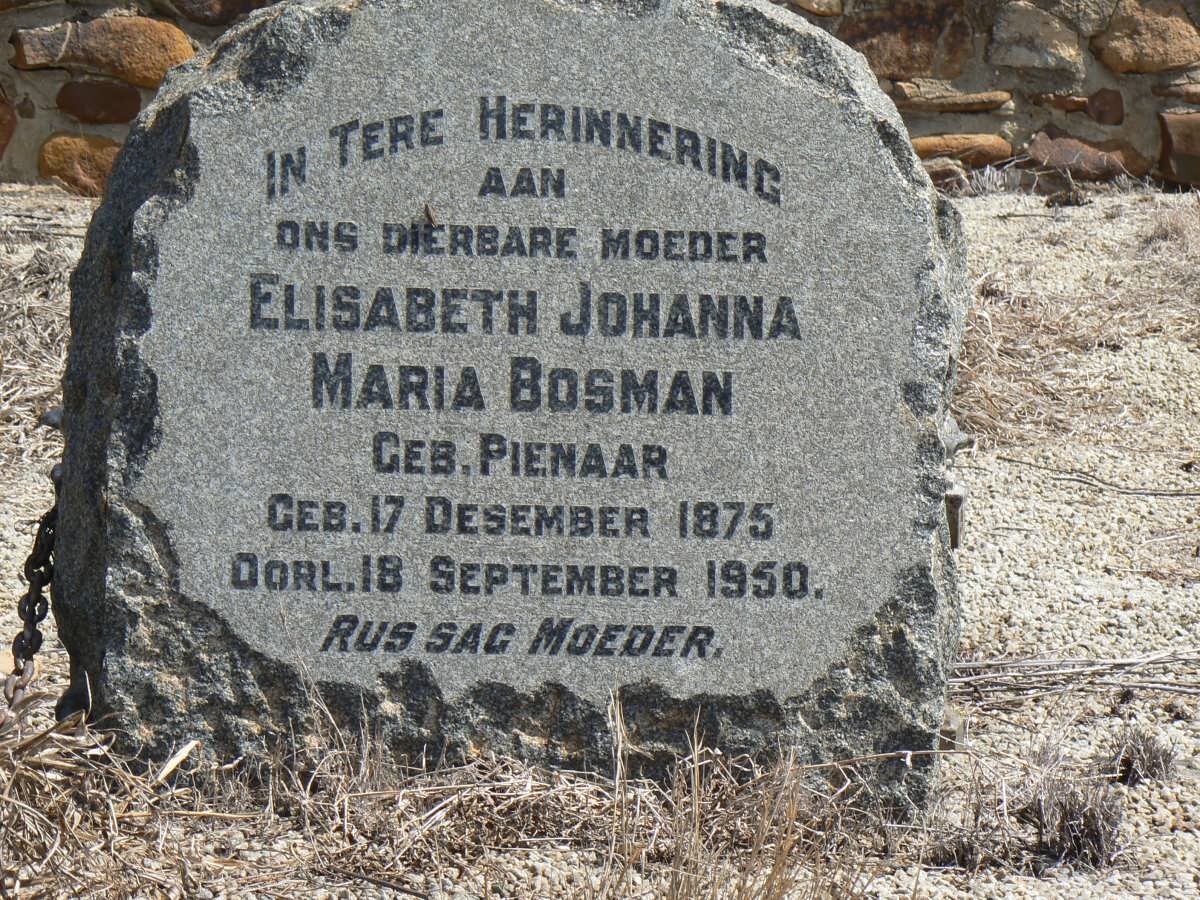 In Tere Herinnering
aan
ons dierbare moeder
Elisabeth Johanna
Maria Bosman
Geb. Pienaar
Geb. 17 Desember 1875
Oorl. 18 September 1950.
Rus sag Moeder.